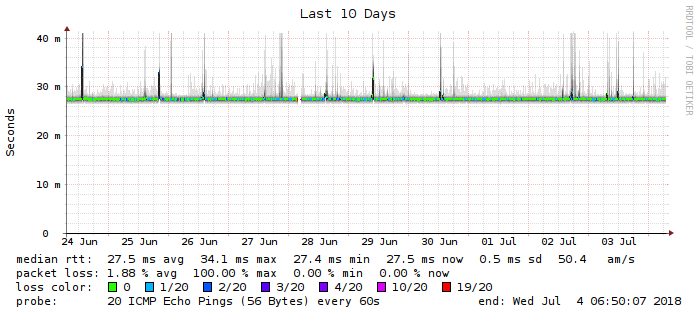 Last 10 Days
RRDTOOL / TOBI OETIKER
Seconds
40 m
30 m
20 m
10 m
0
24 Jun 25 Jun 26 Jun 27 Jun 28 Jun 29 Jun 30 Jun 01 Jul 02 Jul 03 Jul
median rtt: 27.5 ms avg 34.1 ms max 27.4 ms min 27.5 ms now 0.5 ms sd 50.4 am/s
packet loss: 1.88 % avg 100.00 % max 0.00 % min 0.00 % now
loss color: 0 1/20 2/20 3/20 4/20 10/20 19/20
probe: 20 ICMP Echo Pings (56 Bytes) every 60s end: Wed Jul 4 06:50:07 2018